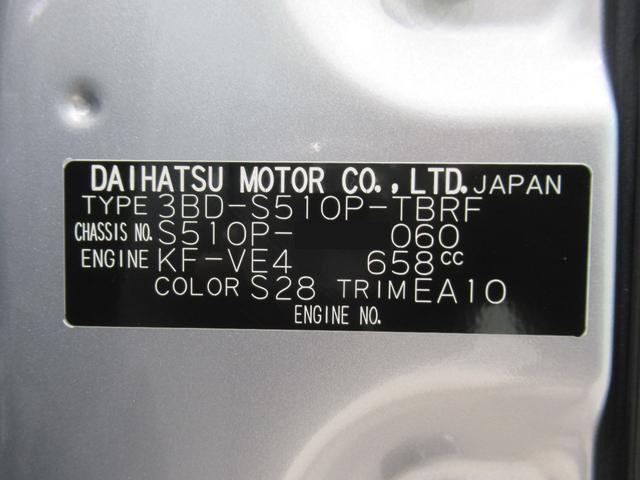 DAIHATSU MOTOR CO., LTD. JAPAN
TYPE 3BD-S510P-TBRF
CHASSIS NO. S510P- 060
ENGINE KF-VE4 658cc
COLOR S28 TRIM EA10
ENGINE NO.